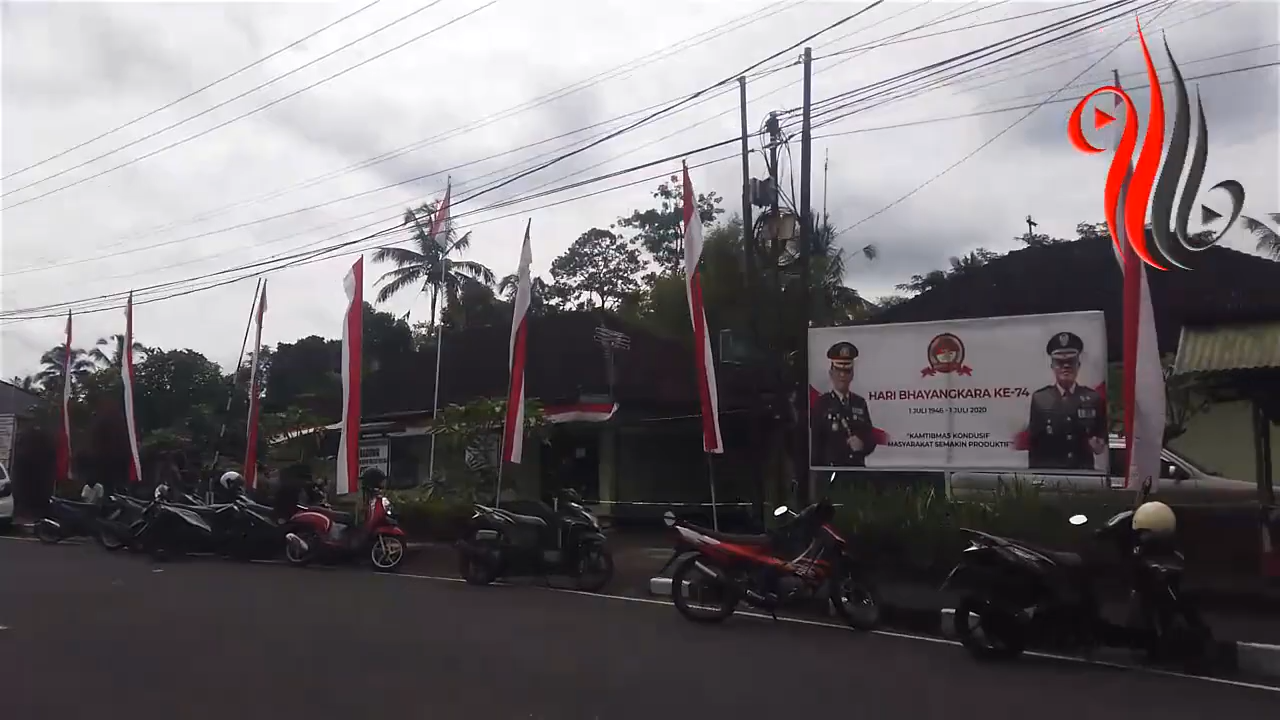 HARI BHAYANGKARA KE-74
1 JULI 1946 - 1 JULI 2020
"KAMTIBMAS KONDUSIF
MASYARAKAT SEMAKIN PRODUKTIF"